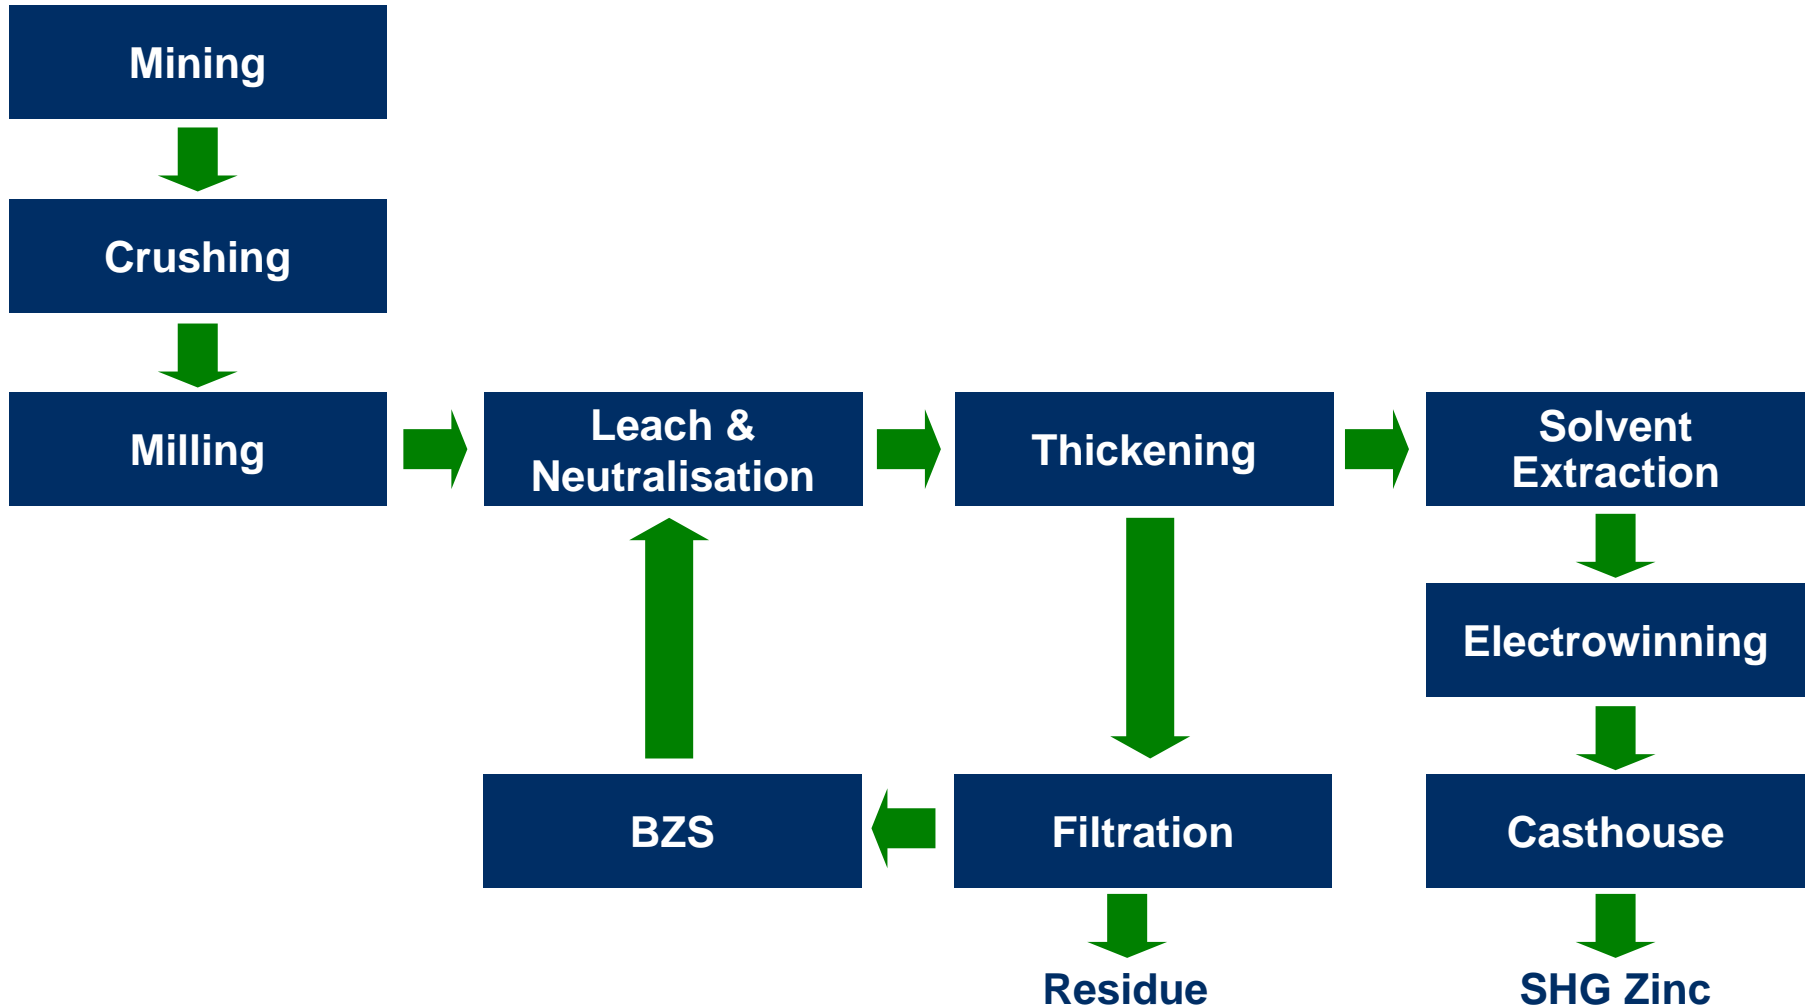 Mining
Crushing
Milling
Leach &
Neutralisation
Thickening
Solvent
Extraction
Electrowinning
BZS
Filtration
Casthouse
Residue
SHG Zinc